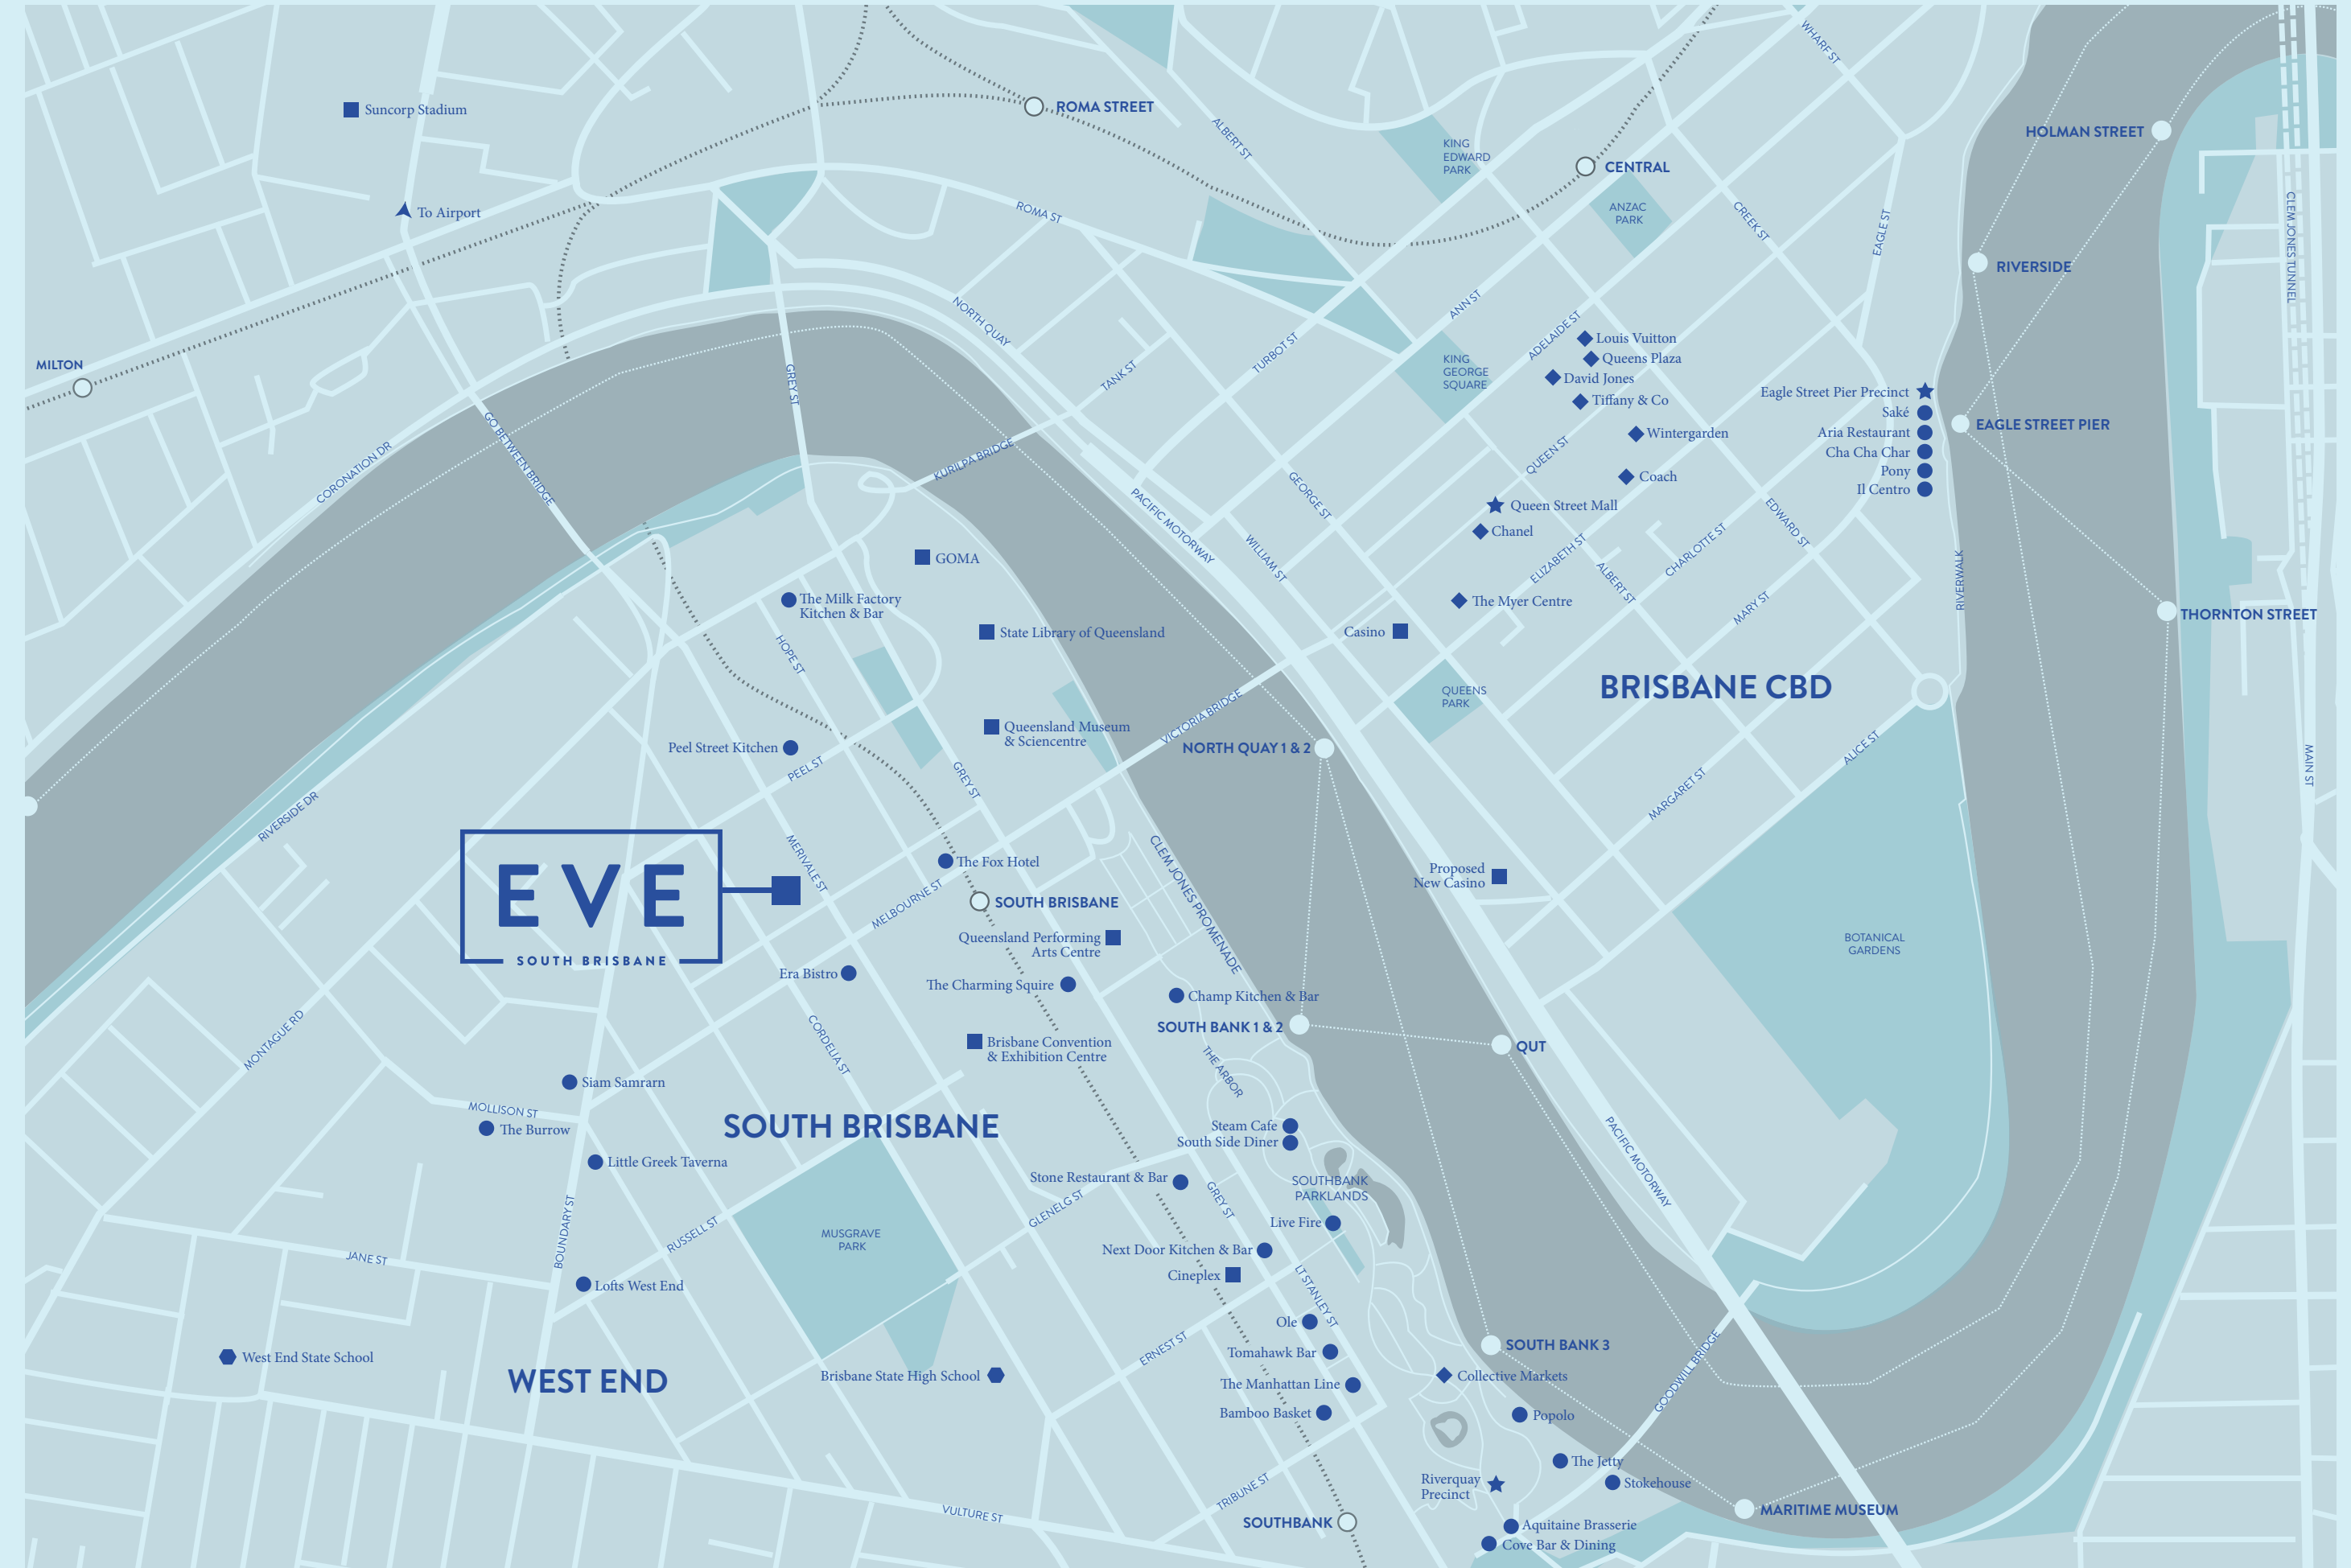 WHARF ST
Suncorp Stadium
ROMA STREET
ALBERT ST
HOLMAN STREET
KING
EDWARD
PARK
CENTRAL
To Airport
ROMA ST
ANZAC
PARK
CREEK ST
EAGLE ST
CLEM JONES TUNNEL
RIVERSIDE
NORTH QUAY
ANN ST
ADELAIDE ST
Louis Vuitton
Queens Plaza
MILTON
GREY ST
TANK ST
TURBOT ST
KING
GEORGE
SQUARE
David Jones
Tiffany & Co
Eagle Street Pier Precinct
Saké
EAGLE STREET PIER
Aria Restaurant
Cha Cha Char
Pony
Il Centro
Wintergarden
CORONATION DR
GO BETWEEN BRIDGE
KURILPA BRIDGE
QUEEN ST
Coach
PACIFIC MOTORWAY
GEORGE ST
Queen Street Mall
Chanel
EDWARD ST
WILLIAM ST
ELIZABETH ST
CHARLOTTE ST
ALBERT ST
RIVERWALK
GOMA
The Milk Factory
Kitchen & Bar
The Myer Centre
MARY ST
THORNTON STREET
State Library of Queensland
Casino
HOPE ST
QUEENS
PARK
BRISBANE CBD
Queensland Museum
& Sciencentre
VICTORIA BRIDGE
NORTH QUAY 1 & 2
Peel Street Kitchen
PEEL ST
GREY ST
ALICE ST
MARGARET ST
MAIN ST
RIVERSIDE DR
EVE
SOUTH BRISBANE
MERIVALE ST
The Fox Hotel
MELBOURNE ST
SOUTH BRISBANE
CLEM JONES PROMENADE
Proposed
New Casino
Queensland Performing
Arts Centre
BOTANICAL
GARDENS
Era Bistro
The Charming Squire
Champ Kitchen & Bar
SOUTH BANK 1 & 2
QUT
MONTAGUE RD
CORDELIA ST
Brisbane Convention
& Exhibition Centre
THE ARBOR
Siam Samrarn
MOLLISON ST
The Burrow
SOUTH BRISBANE
Steam Cafe
South Side Diner
PACIFIC MOTORWAY
Little Greek Taverna
Stone Restaurant & Bar
SOUTHBANK
PARKLANDS
GLENELG ST
GREY ST
BOUNDARY ST
RUSSELL ST
MUSGRAVE
PARK
Live Fire
JANE ST
Next Door Kitchen & Bar
Cineplex
Lofts West End
LT STANLEY ST
Ole
ERNEST ST
SOUTH BANK 3
West End State School
WEST END
Brisbane State High School
Tomahawk Bar
Collective Markets
GOODWILL BRIDGE
The Manhattan Line
Bamboo Basket
Popolo
The Jetty
Riverquay
Precinct
Stokehouse
TRIBUNE ST
VULTURE ST
SOUTHBANK
MARITIME MUSEUM
Aquitaine Brasserie
Cove Bar & Dining